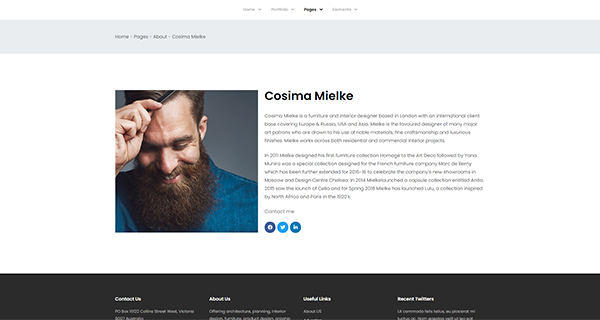 Home Portfolio Pages Elements
Home - Pages - About - Cosima Mielke
Cosima Mielke
Cosima Mielke is a furniture and interior designer based in London with an international client
base covering Europe & Russia, USA and Asia. Mielke is the favoured designer of many major
art patrons who are drawn to his use of noble materials, fine craftsmanship and luxurious
finishes. Mielke works across both residential and commercial interior projects.
In 2011 Mielke designed his first furniture collection Homage to the Art Deco followed by Yana.
Munira was a special collection designed for the French furniture company Marc de Berny
which has been further extended for 2015-16 to celebrate the company's new showrooms in
Moscow and Design Centre Chelsea. In 2014 Mielkelaunched a capsule collection entitled Anita.
2015 saw the launch of Celia and for Spring 2018 Mielke has launched Lulu, a collection inspired
by North Africa and Paris in the 1920's.
Contact me:
Contact Us
PO Box 16122 Collins Street West, Victoria
8007 Australia
About Us
Offering architecture, planning, interior
design, furniture, product design, graphic
Useful Links
About US
Recent Twitters
Ut commodo felis tellus, eu placerat mi
luctus ac. Nam egestas velit ut leo eat